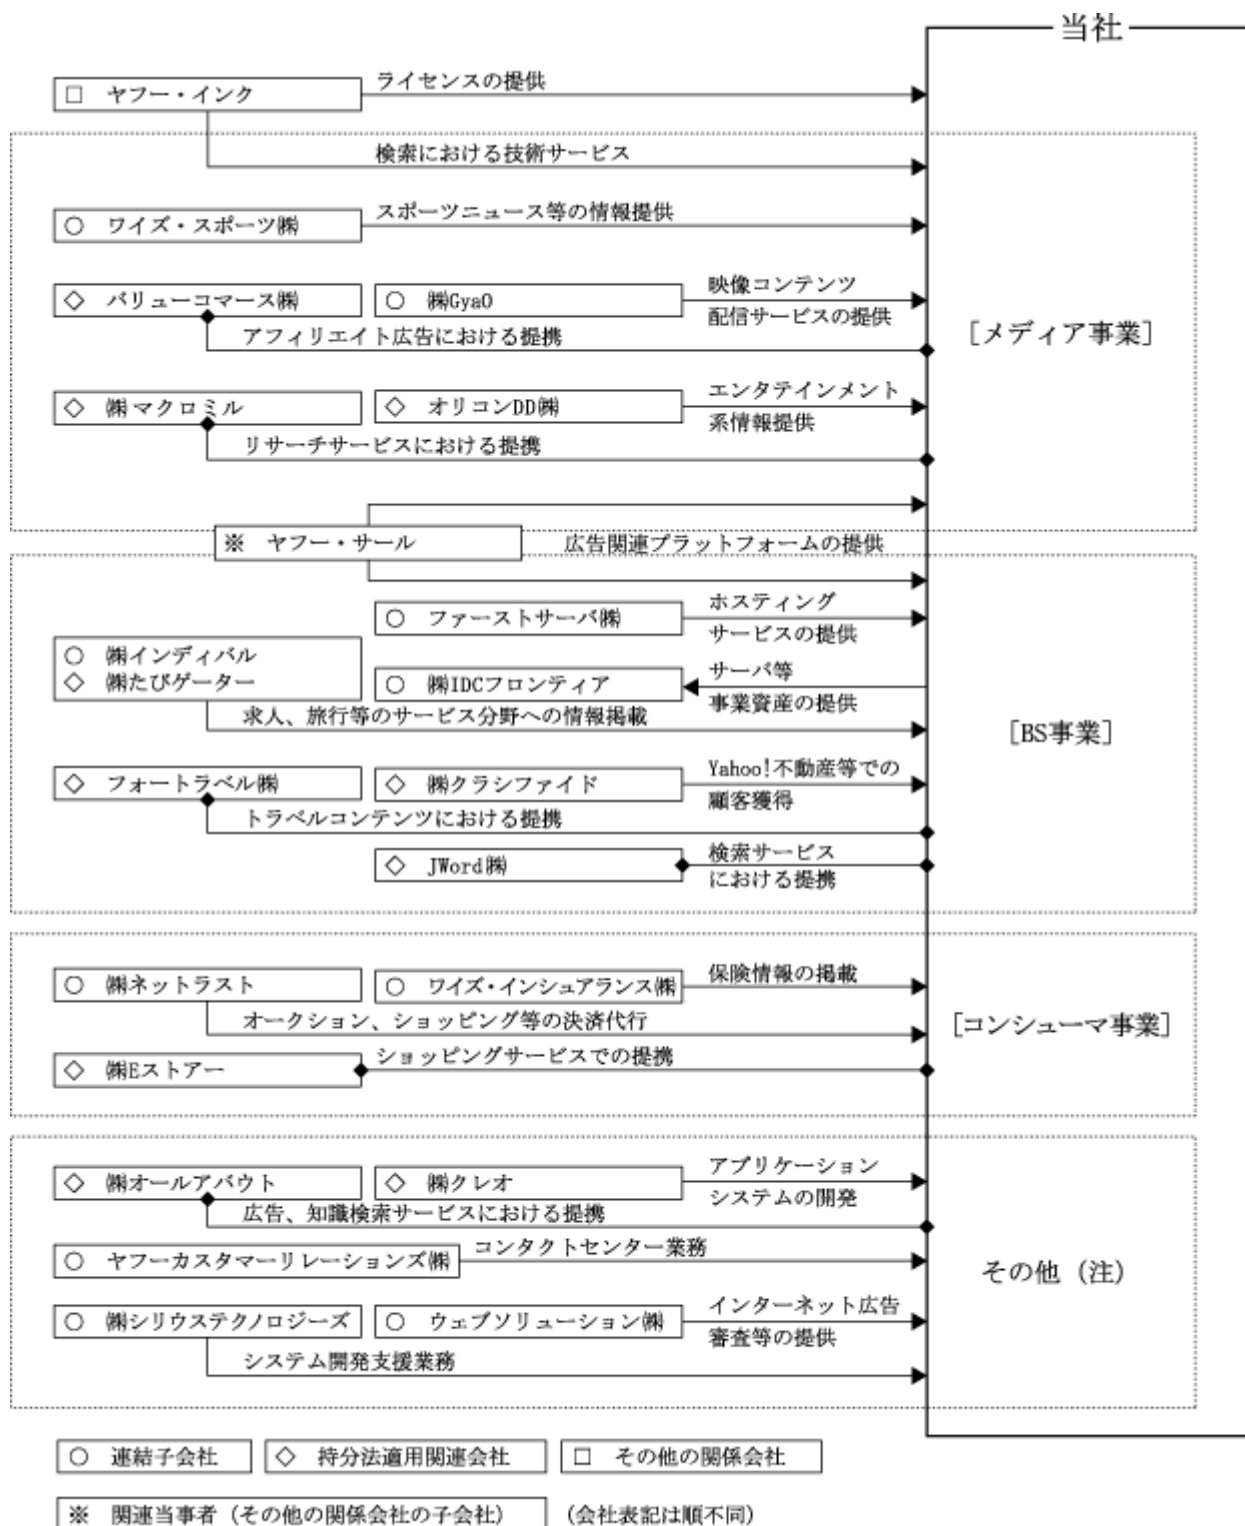 当社
ライセンスの提供
□ ヤフー・インク
検索における技術サービス
スポーツニュース等の情報提供
○ ワイズ・スポーツ㈱
映像コンテンツ
◇ バリューコマース㈱ ○ ㈱GyaO
配信サービスの提供
アフィリエイト広告における提携
[メディア事業]
エンタテインメント
◇ ㈱マクロミル ◇ オリコンDD㈱
系情報提供
リサーチサービスにおける提携
※ ヤフー・サール 広告関連プラットフォームの提供
ホスティング
○ ファーストサーバ㈱
サービスの提供
○ ㈱インディバル
◇ ㈱たびゲーター
サーバ等
○ ㈱IDCフロンティア
事業資産の提供
求人、旅行等のサービス分野への情報掲載
[BS事業]
Yahoo!不動産等での
◇ フォートラベル㈱ ◇ ㈱クラシファイド
顧客獲得
トラベルコンテンツにおける提携
検索サービス
◇ JWord㈱
における提携
保険情報の掲載
○ ㈱ネットラスト ○ ワイズ・インシュアランス㈱
オークション、ショッピング等の決済代行
[コンシューマ事業]
ショッピングサービスでの提携
◇ ㈱Eストアー
アプリケーション
◇ ㈱オールアバウト ◇ ㈱クレオ
システムの開発
広告、知識検索サービスにおける提携
コンタクトセンター業務
○ ヤフーカスタマーリレーションズ㈱
その他（注）
インターネット広告
○ ㈱シリウステクノロジーズ ○ ウェブソリューション㈱
審査等の提供
システム開発支援業務
○ 連結子会社 ◇ 持分法適用関連会社 □ その他の関係会社
※ 関連当事者（その他の関係会社の子会社） （会社表記は順不同）